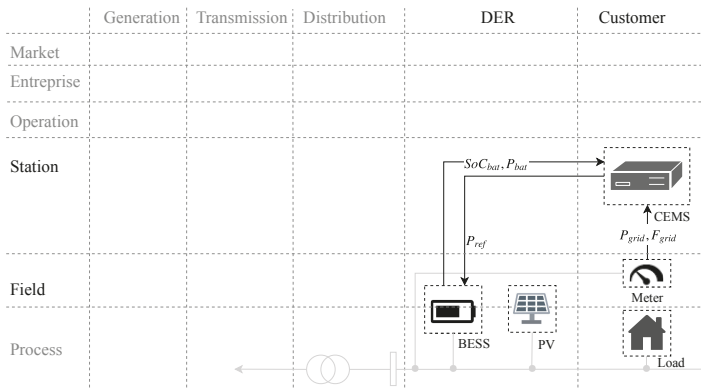 Generation Transmission Distribution DER Customer
Market
Entreprise
Operation
Station
SoC_bat, P_bat
CEMS
P_grid, F_grid
P_ref
Field
Meter
BESS PV
Process
Load